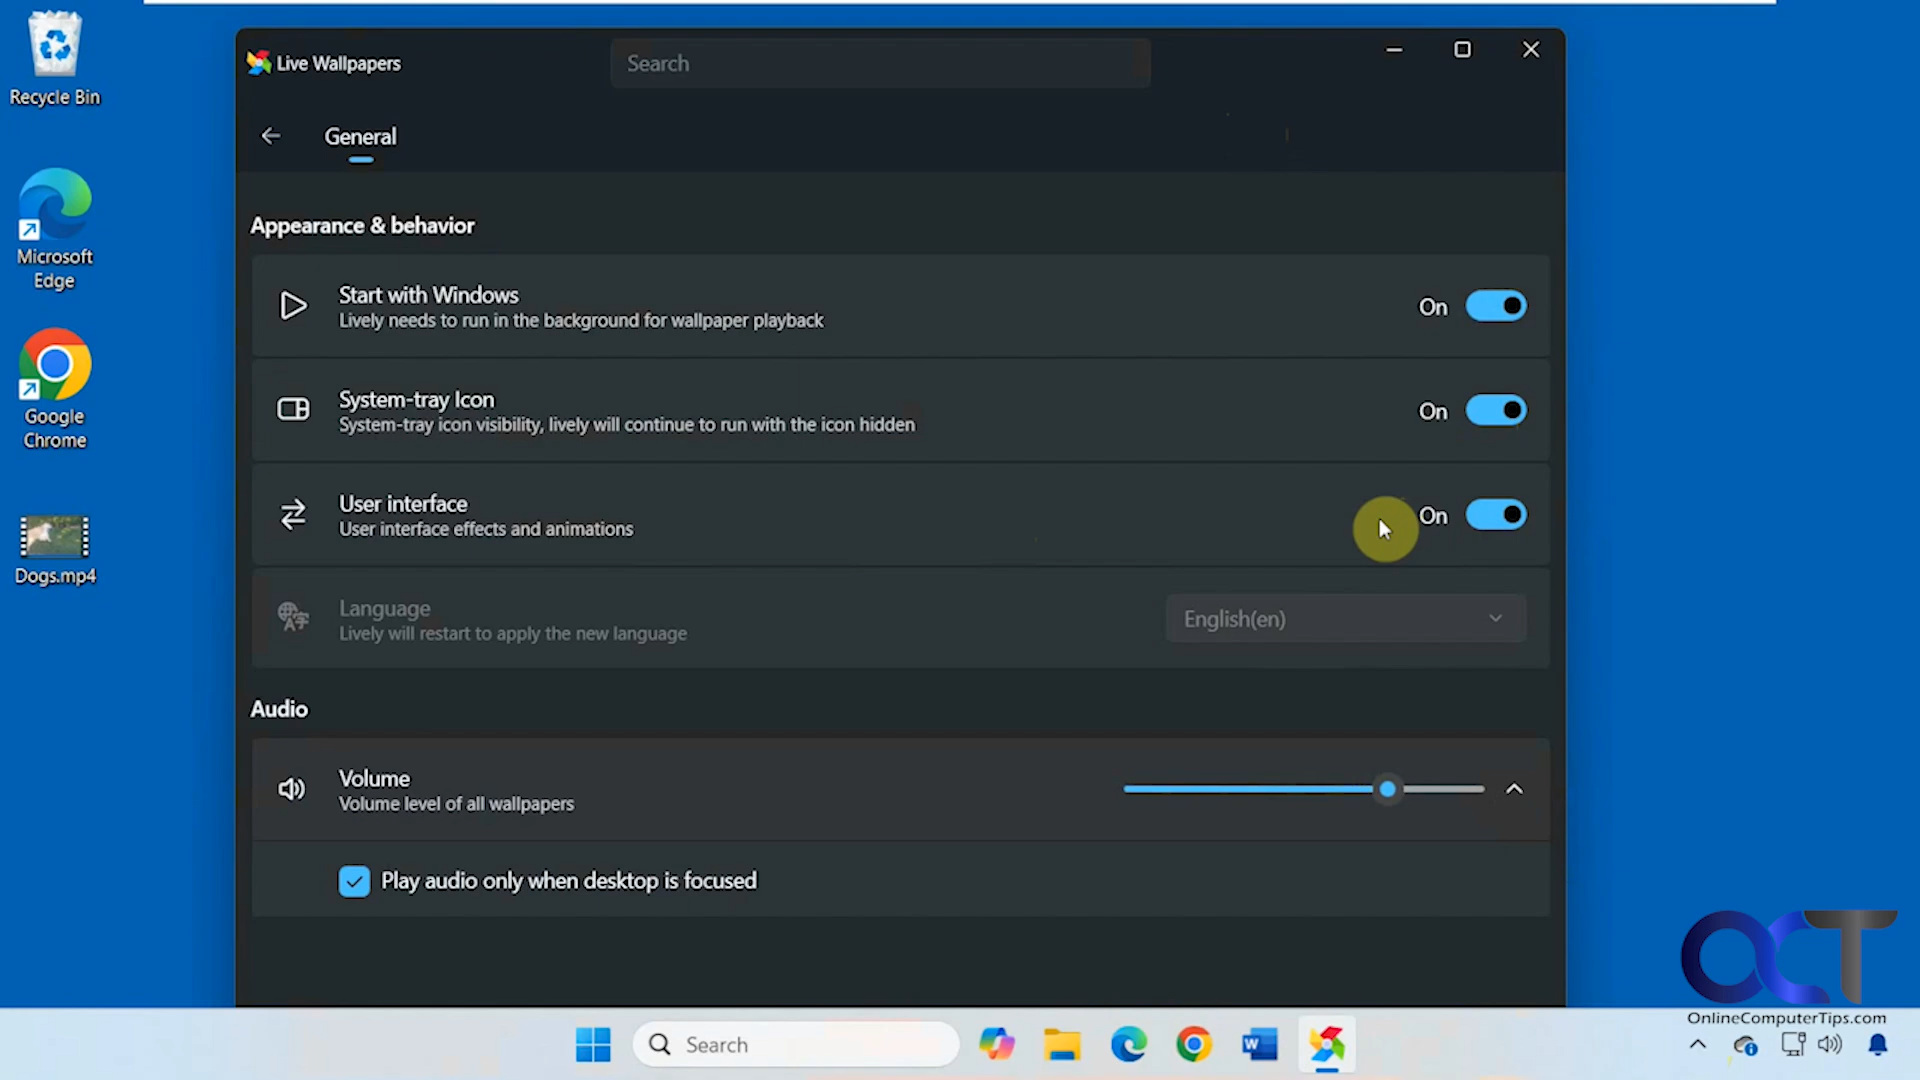 Recycle Bin
Microsoft
Edge
Google
Chrome
Dogs.mp4
Live Wallpapers
Search
General
Appearance & behavior
Start with Windows
Lively needs to run in the background for wallpaper playback
On
System-tray Icon
System-tray icon visibility, lively will continue to run with the icon hidden
On
User interface
User interface effects and animations
On
Language
Lively will restart to apply the new language
English(en)
Audio
Volume
Volume level of all wallpapers
Play audio only when desktop is focused
OCT
OnlineComputerTips.com
Search